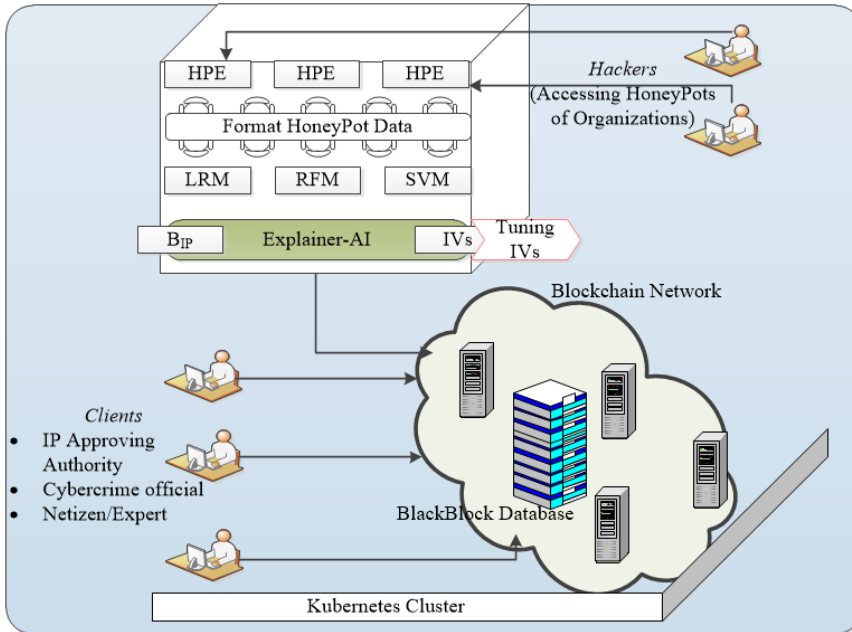 HPE HPE HPE
Hackers
(Accessing HoneyPots
of Organizations)
Format HoneyPot Data
LRM RFM SVM
B_IP Explainer-AI IVs
Tuning
IVs
Blockchain Network
Clients
• IP Approving
Authority
• Cybercrime official
• Netizen/Expert
BlackBlock Database
Kubernetes Cluster